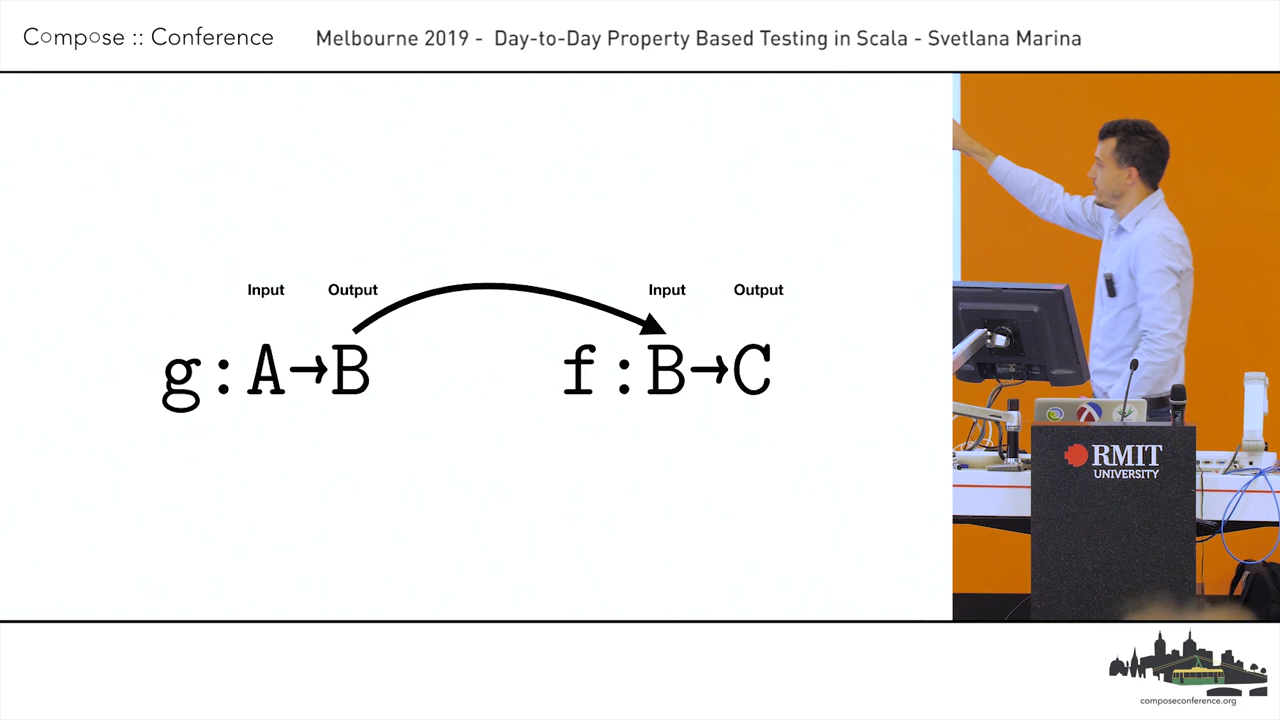 Compose :: Conference
Melbourne 2019 - Day-to-Day Property Based Testing in Scala - Svetlana Marina
Input Output Input Output
g:A→B f:B→C
RMIT
UNIVERSITY
composeconference.org